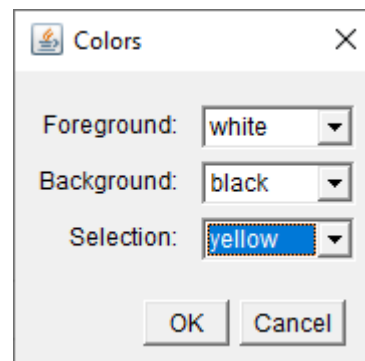 Colors
Foreground: white
Background: black
Selection: yellow
OK Cancel